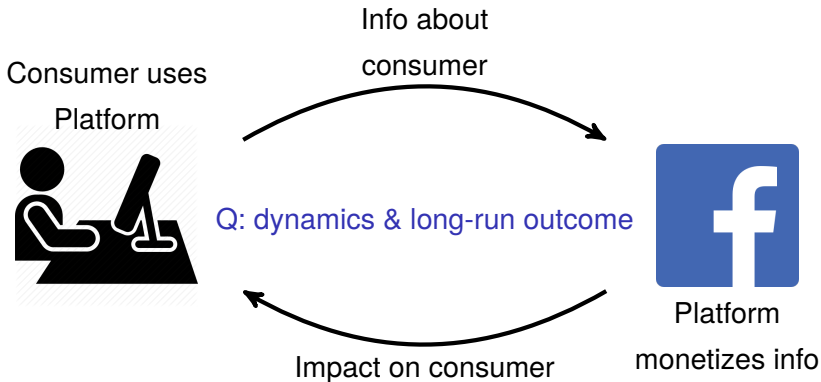 Info about
consumer
Consumer uses
Platform
Q: dynamics & long-run outcome
f
Platform
monetizes info
Impact on consumer